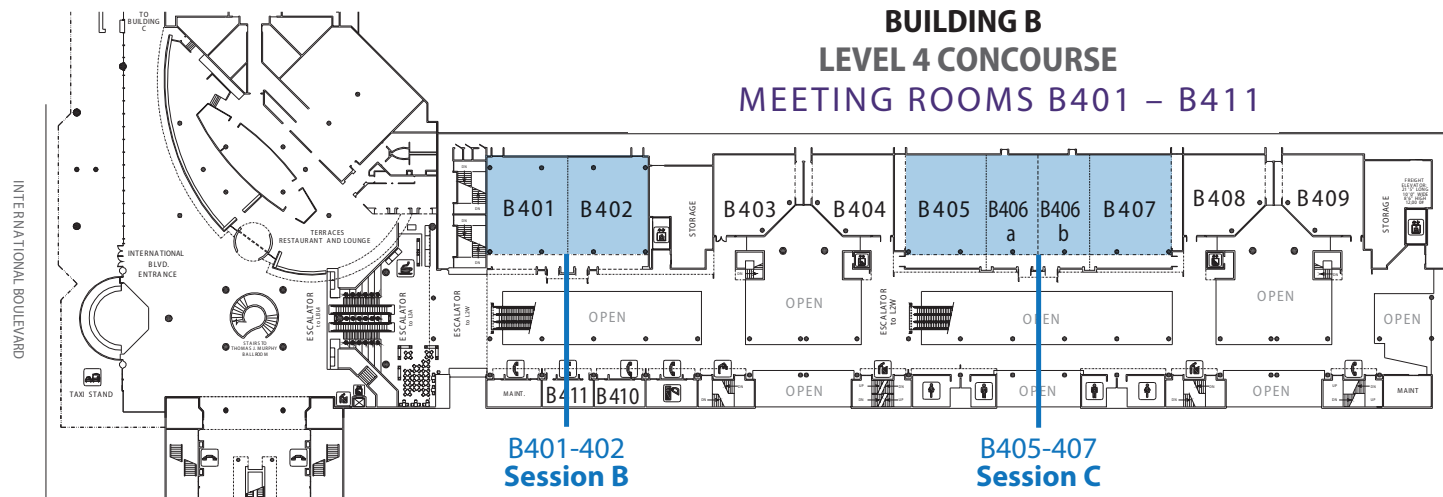 BUILDING B
LEVEL 4 CONCOURSE
MEETING ROOMS B401 – B411
TO
BUILDING
C
INTERNATIONAL BOULEVARD
TERRACES
RESTAURANT AND LOUNGE
INTERNATIONAL
BLVD.
ENTRANCE
STAIRS TO
THOMAS J. MURPHY
BALLROOM
TAXI STAND
ESCALATOR
ESCALATOR
to L3A
ESCALATOR
to L2W
B401
B402
STORAGE
B403
B404
B405
B406
a
B406
b
B407
B408
B409
STORAGE
FREIGHT
ELEVATOR
OPEN
OPEN
ESCALATOR
to L2W
OPEN
OPEN
OPEN
MAINT.
B411
B410
OPEN
OPEN
OPEN
MAINT
B401-402
Session B
B405-407
Session C